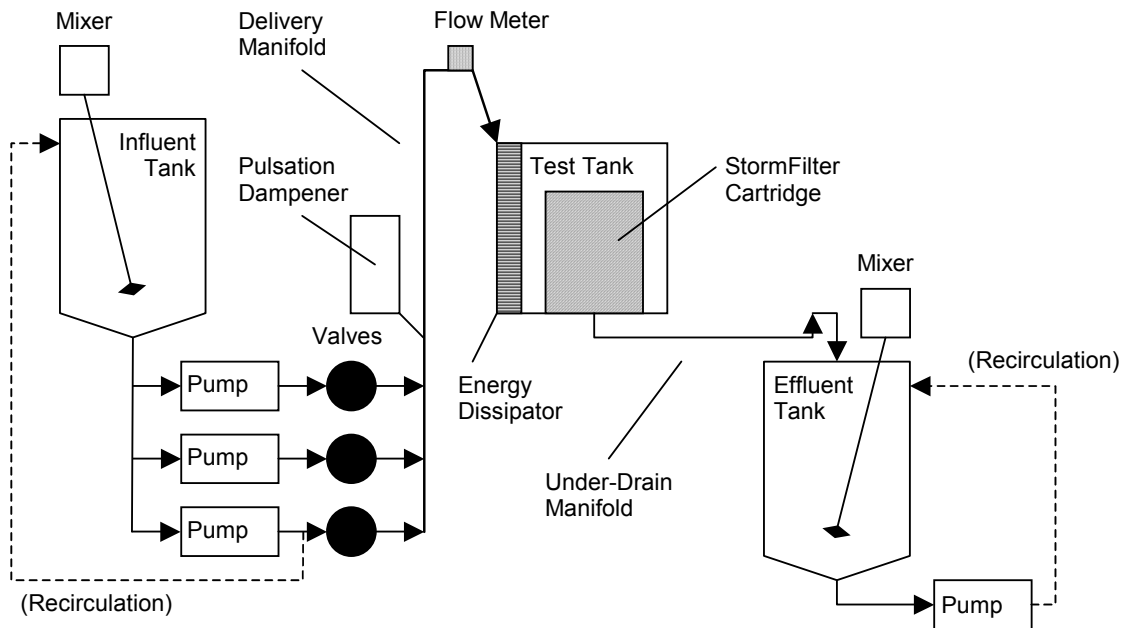 Mixer
Delivery
Manifold
Flow Meter
Influent
Tank
Pulsation
Dampener
Test Tank
StormFilter
Cartridge
Mixer
Valves
Pump
Pump
Pump
Energy
Dissipator
(Recirculation)
Effluent
Tank
Under-Drain
Manifold
(Recirculation)
Pump